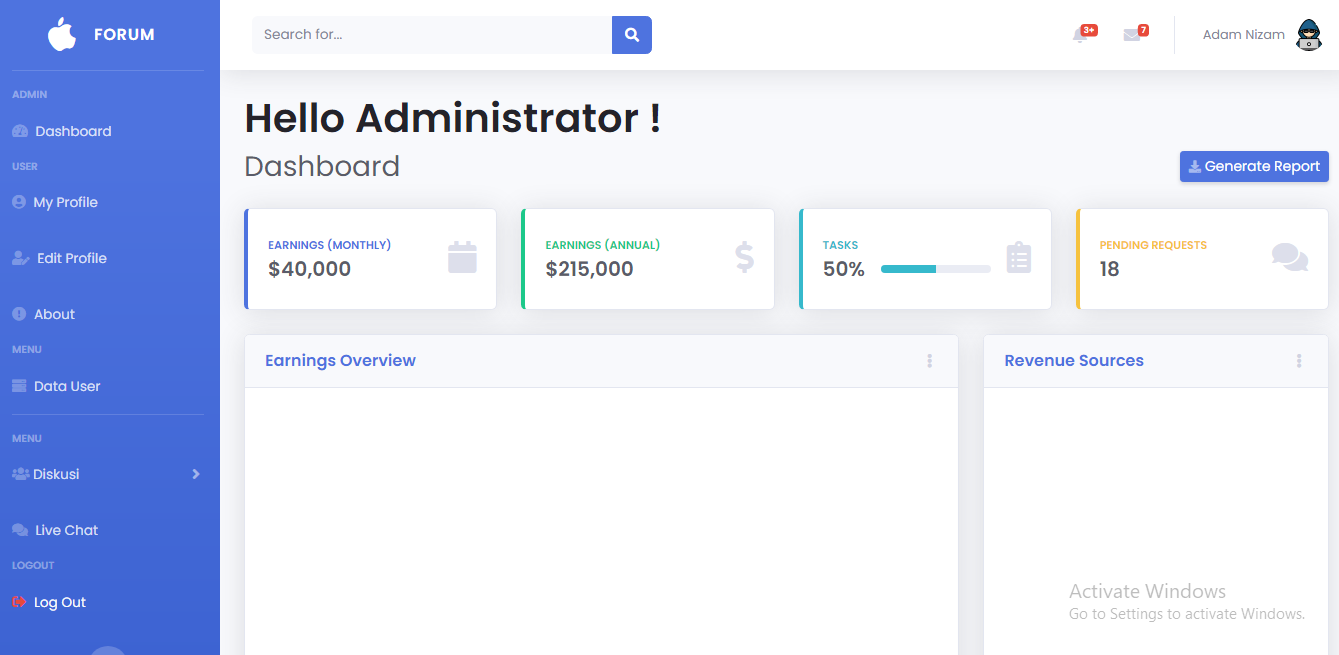 FORUM
Search for...
3+
7
Adam Nizam
ADMIN
Dashboard
USER
My Profile
Edit Profile
About
MENU
Data User
MENU
Diskusi
Live Chat
LOGOUT
Log Out
Hello Administrator !
Dashboard
Generate Report
EARNINGS (MONTHLY)
$40,000
EARNINGS (ANNUAL)
$215,000
TASKS
50%
PENDING REQUESTS
18
Earnings Overview
Revenue Sources
Activate Windows
Go to Settings to activate Windows.